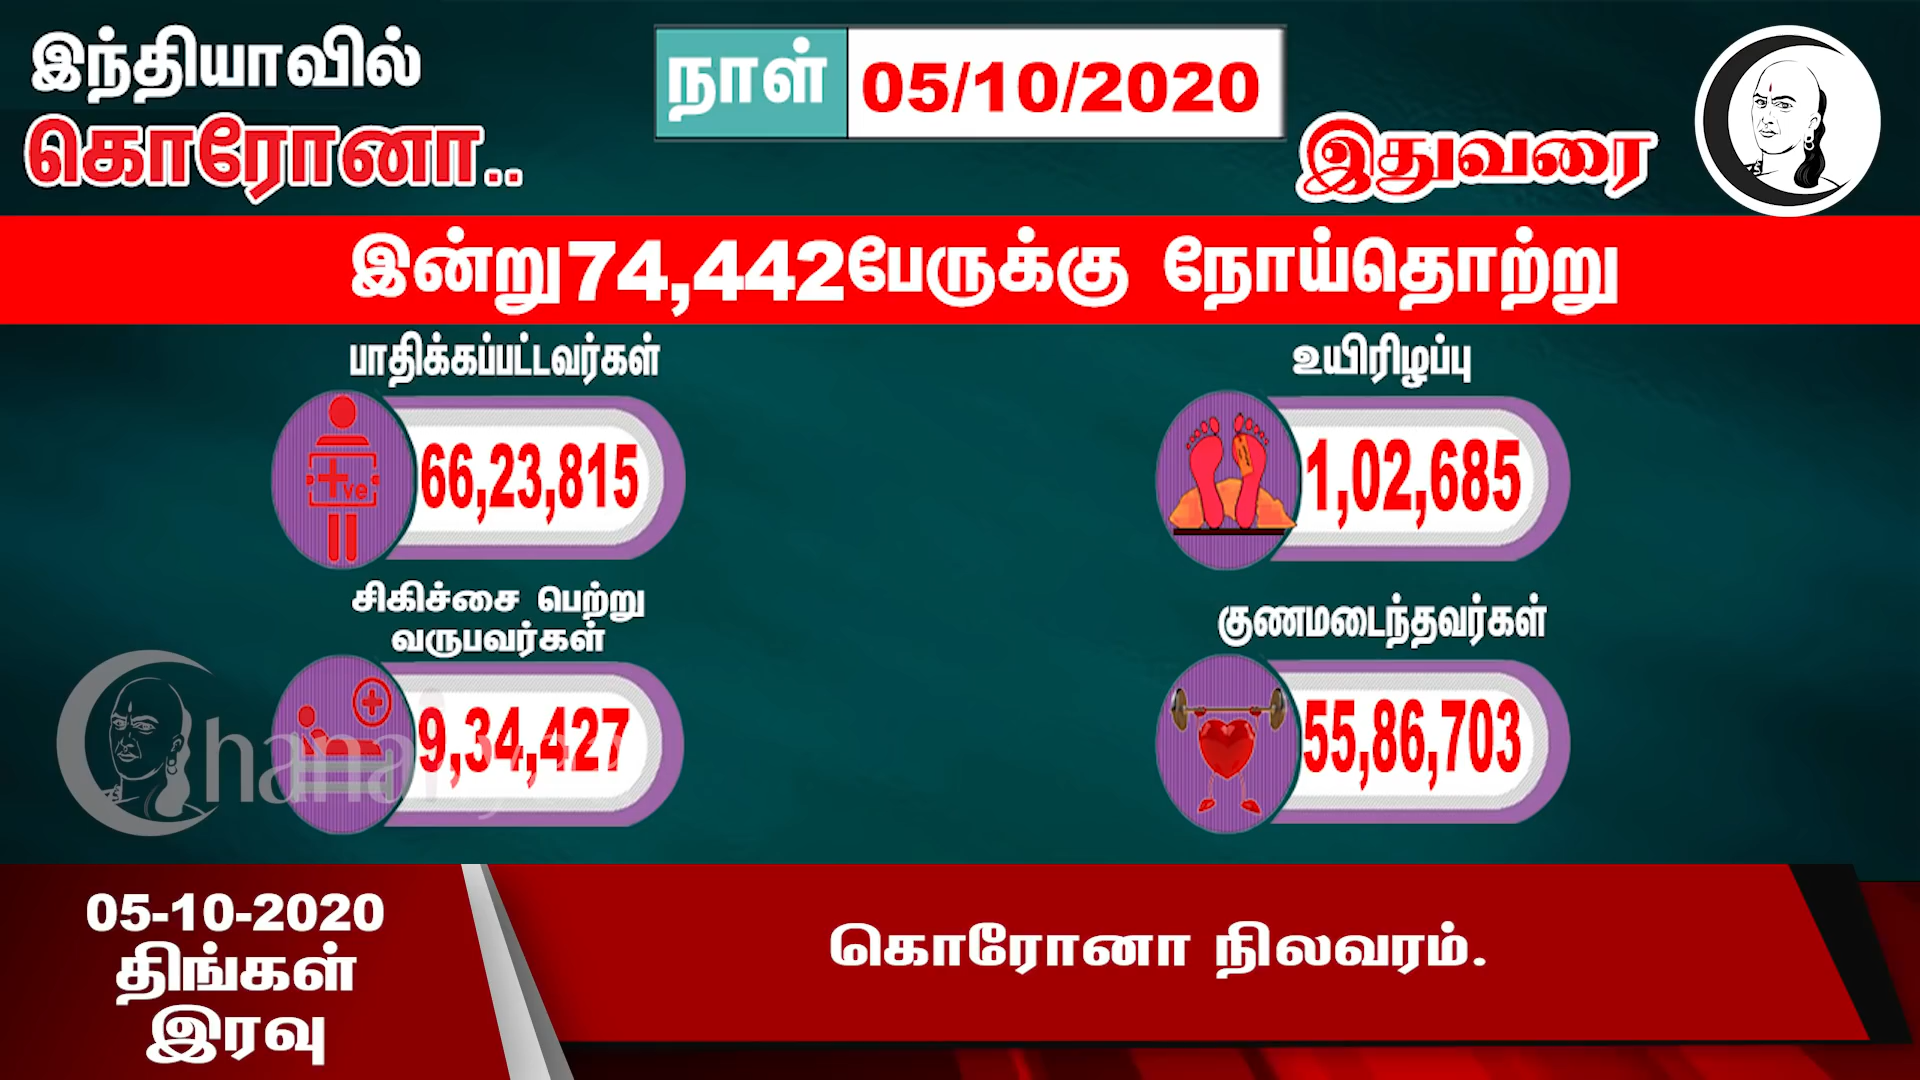 இந்தியாவில்
கொரோனா..
நாள் 05/10/2020
இதுவரை
இன்று 74,442 பேருக்கு நோய்தொற்று
பாதிக்கப்பட்டவர்கள்
+ve
66,23,815
உயிரிழப்பு
1,02,685
சிகிச்சை பெற்று
வருபவர்கள்
9,34,427
குணமடைந்தவர்கள்
55,86,703
Chanakyaa
05-10-2020
திங்கள்
இரவு
கொரோனா நிலவரம்.